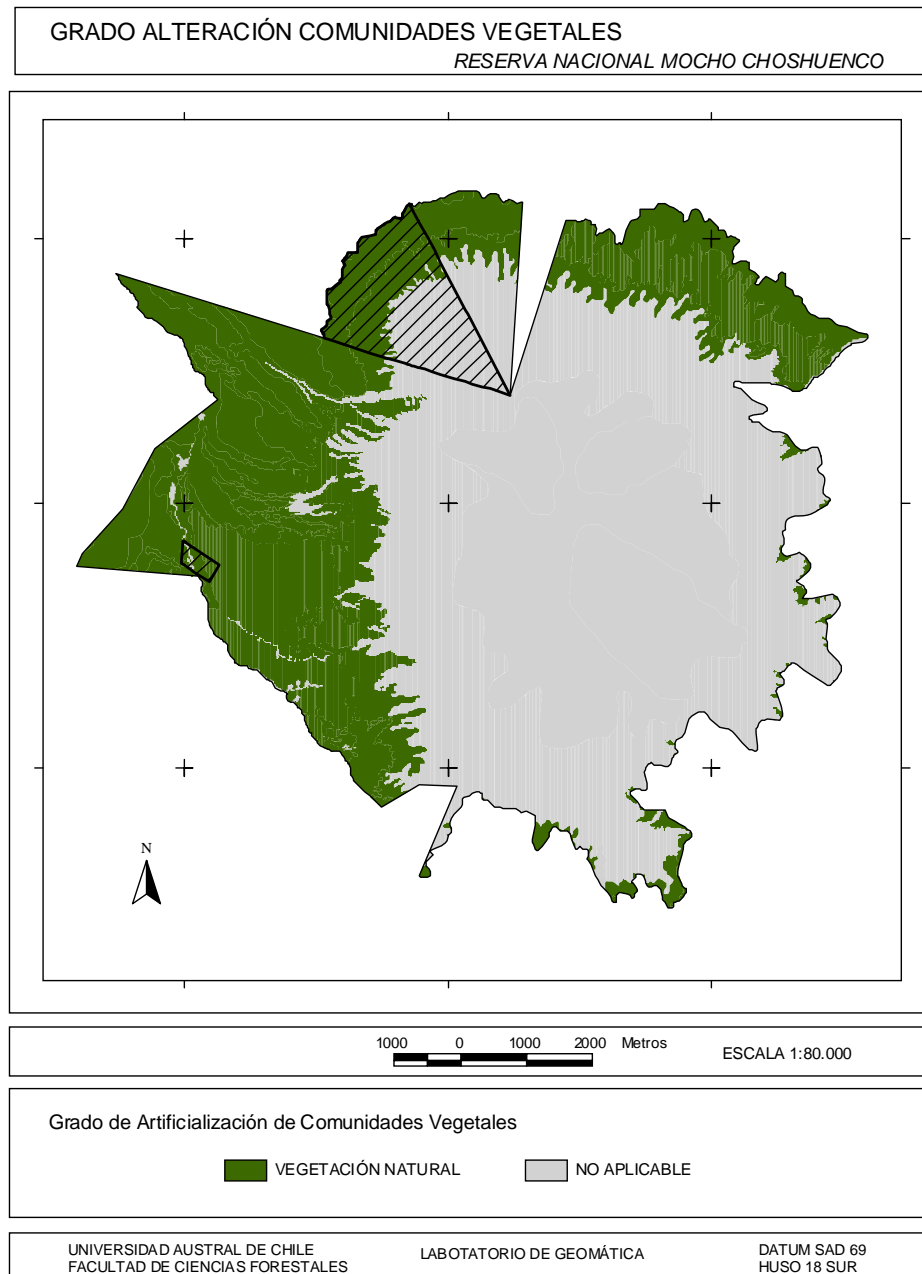 GRADO ALTERACIÓN COMUNIDADES VEGETALES
RESERVA NACIONAL MOCHO CHOSHUENCO
N
1000 0 1000 2000 Metros
ESCALA 1:80.000
Grado de Artificialización de Comunidades Vegetales
VEGETACIÓN NATURAL
NO APLICABLE
UNIVERSIDAD AUSTRAL DE CHILE
FACULTAD DE CIENCIAS FORESTALES
LABOTATORIO DE GEOMÁTICA
DATUM SAD 69
HUSO 18 SUR